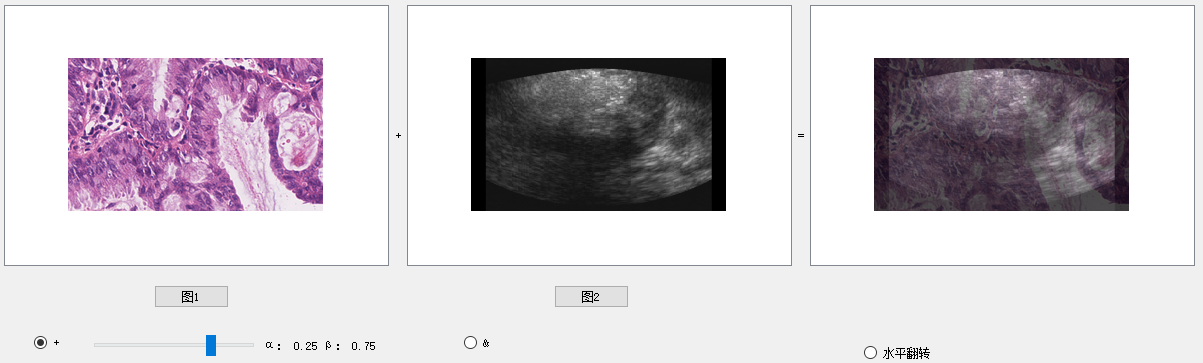 +
=
图1
图2
+
α: 0.25 β: 0.75
&
水平翻转